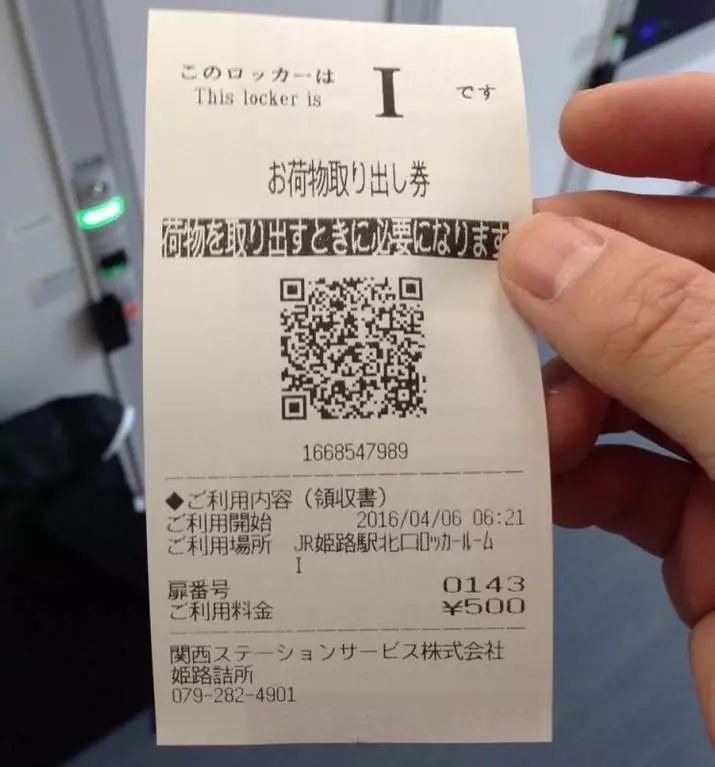 このロッカーは I です
This locker is
お荷物取り出し券
荷物を取り出すときに必要になります
1668547989
◆ご利用内容（領収書）
ご利用開始 2016/04/06 06:21
ご利用場所 JR姫路駅北口ﾛｯｶｰﾙｰﾑ
I
扉番号 0143
ご利用料金 ¥500
関西ステーションサービス株式会社
姫路詰所
079-282-4901